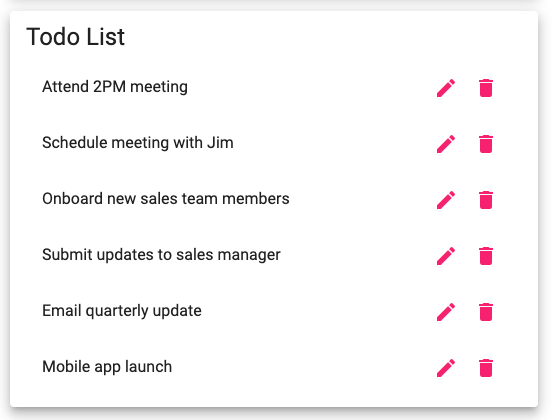 Todo List
Attend 2PM meeting
Schedule meeting with Jim
Onboard new sales team members
Submit updates to sales manager
Email quarterly update
Mobile app launch